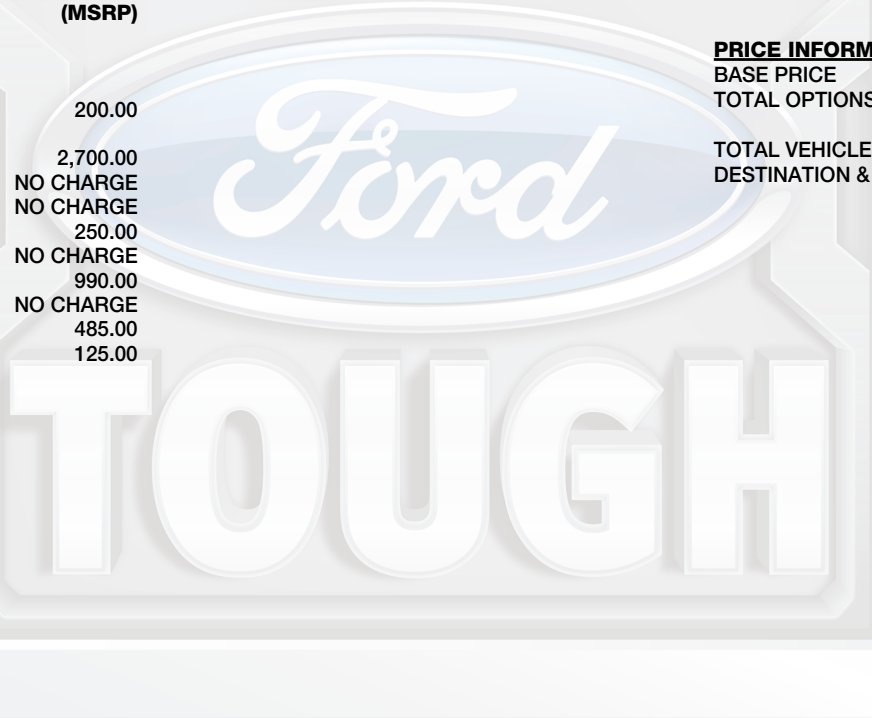 (MSRP)
200.00
2,700.00
NO CHARGE
NO CHARGE
250.00
NO CHARGE
990.00
NO CHARGE
485.00
125.00
PRICE INFORM
BASE PRICE
TOTAL OPTIONS
TOTAL VEHICLE
DESTINATION &
Ford
TOUGH